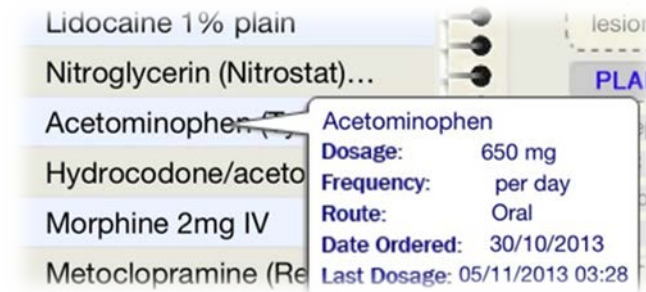 Lidocaine 1% plain
Nitroglycerin (Nitrostat)...
Acetominophen (Ty
Hydrocodone/aceto
Morphine 2mg IV
Metoclopramine (Re
lesion
PLA
Acetominophen
Dosage: 650 mg
Frequency: per day
Route: Oral
Date Ordered: 30/10/2013
Last Dosage: 05/11/2013 03:28